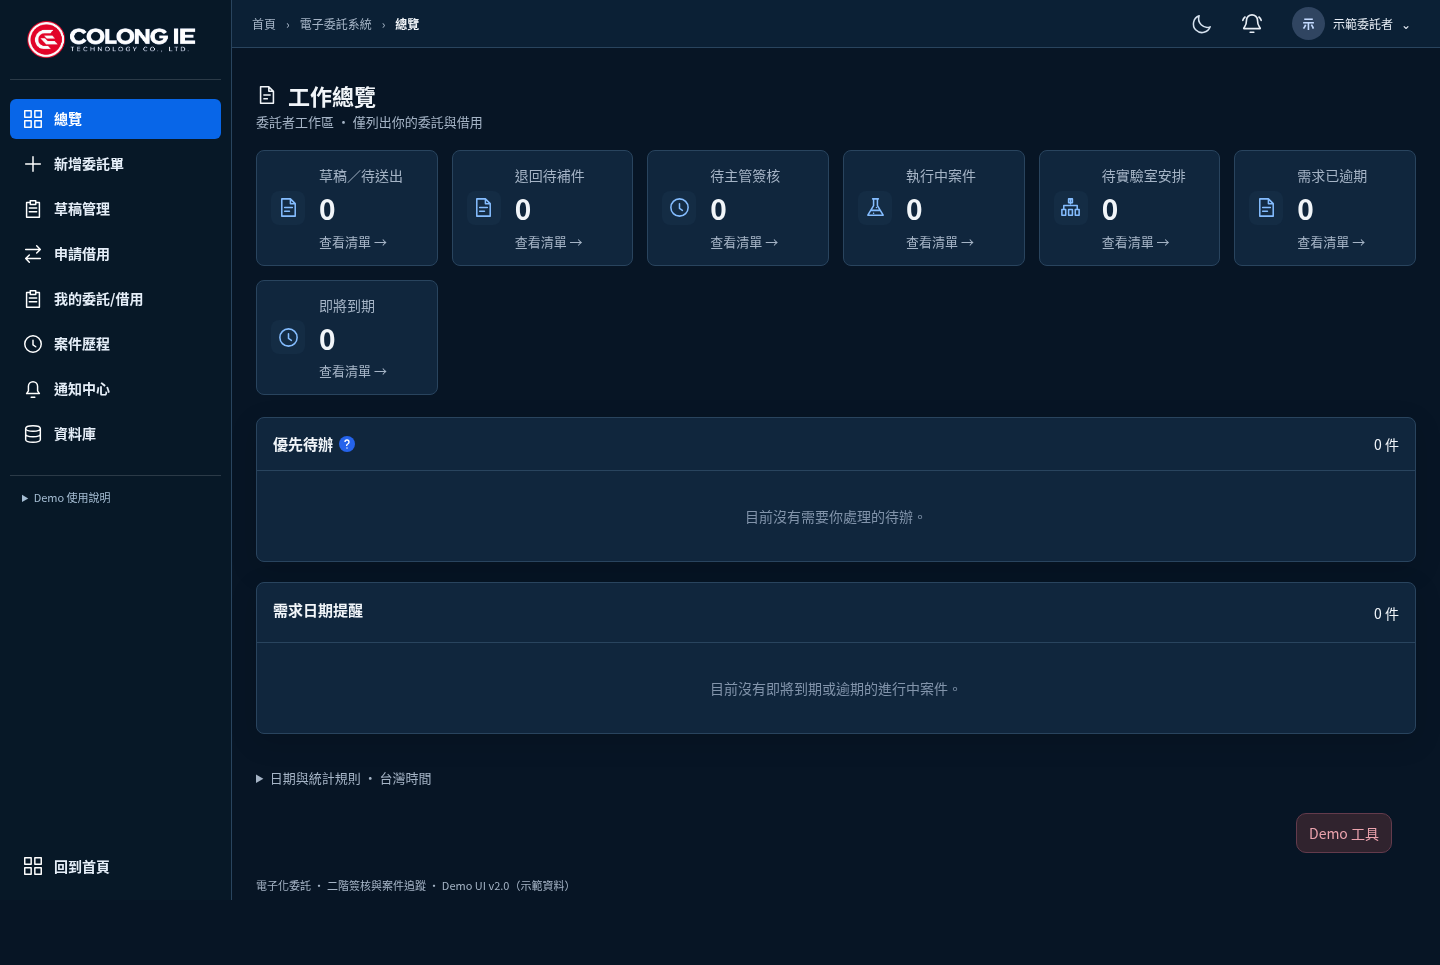 COLONG IE
TECHNOLOGY CO., LTD.
總覽
新增委託單
草稿管理
申請借用
我的委託/借用
案件歷程
通知中心
資料庫
▶ Demo 使用說明
回到首頁
首頁 › 電子委託系統 › 總覽
示 示範委託者
工作總覽
委託者工作區 · 僅列出你的委託與借用
草稿／待送出
0
查看清單 →
退回待補件
0
查看清單 →
待主管簽核
0
查看清單 →
執行中案件
0
查看清單 →
待實驗室安排
0
查看清單 →
需求已逾期
0
查看清單 →
即將到期
0
查看清單 →
優先待辦 ? 0 件
目前沒有需要你處理的待辦。
需求日期提醒 0 件
目前沒有即將到期或逾期的進行中案件。
▶ 日期與統計規則 · 台灣時間
Demo 工具
電子化委託 · 二階簽核與案件追蹤 · Demo UI v2.0（示範資料）